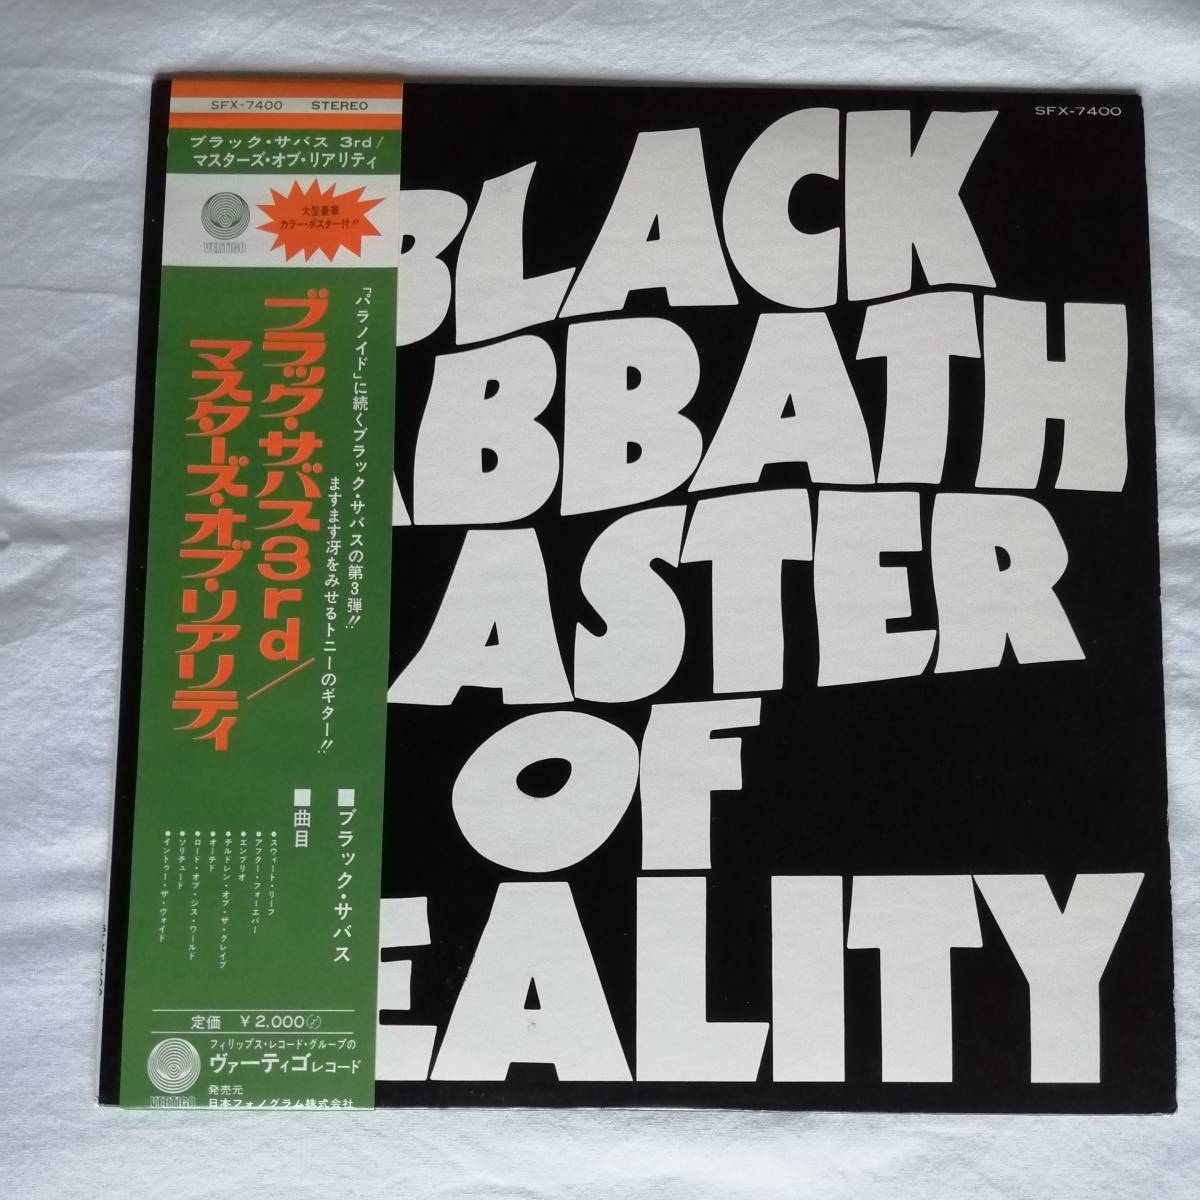 SFX-7400 STEREO
ブラック・サバス 3rd/
マスターズ・オブ・リアリティ
VERTIGO
大型豪華
カラー・ポスター付!!
「パラノイド」に続くブラック・サバスの第3弾!!
ますます冴をみせるトニーのギター!!
ブラック・サバス3rd/
マスターズ・オブ・リアリティ
■ブラック・サバス
■曲目
●スウィート・リーフ
●アフター・フォーエバー
●エンブリオ
●チルドレン・オブ・ザ・グレイブ
●オーチド
●ロード・オブ・ジス・ワールド
●ソリチュード
●イントゥー・ザ・ヴォイド
定価 ¥2,000
フィリップス・レコード・グループの
ヴァーティゴレコード
発売元
日本フォノグラム株式会社
VERTIGO
SFX-7400
BLACK
ABBATH
ASTER
OF
EALITY